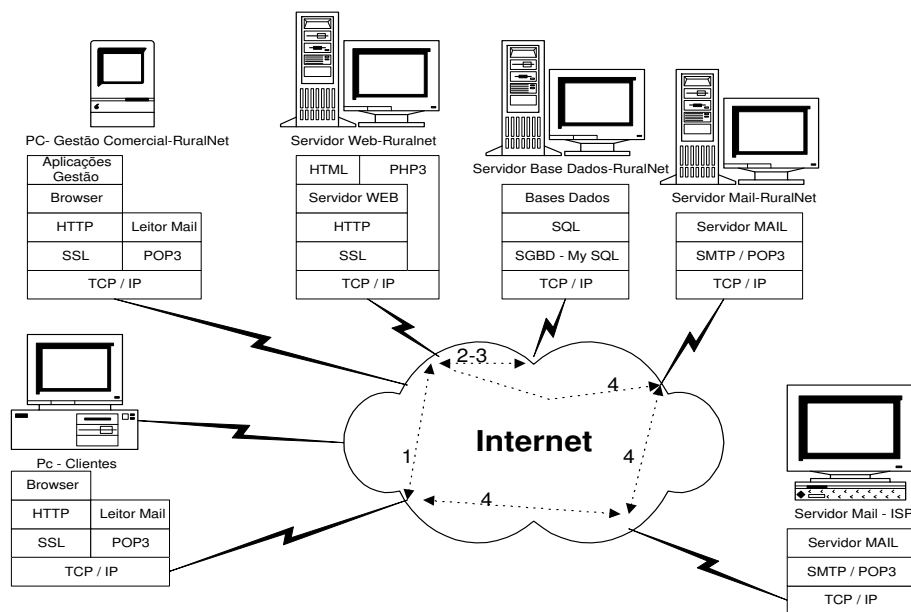 PC- Gestão Comercial-RuralNet
Aplicações
Gestão
Browser
HTTP
Leitor Mail
SSL
POP3
TCP / IP
Servidor Web-Ruralnet
HTML
PHP3
Servidor WEB
HTTP
SSL
TCP / IP
Servidor Base Dados-RuralNet
Bases Dados
SQL
SGBD - My SQL
TCP / IP
Servidor Mail-RuralNet
Servidor MAIL
SMTP / POP3
TCP / IP
2-3
4
Internet
1
4
4
Pc - Clientes
Browser
HTTP
Leitor Mail
SSL
POP3
TCP / IP
Servidor Mail - ISP
Servidor MAIL
SMTP / POP3
TCP / IP